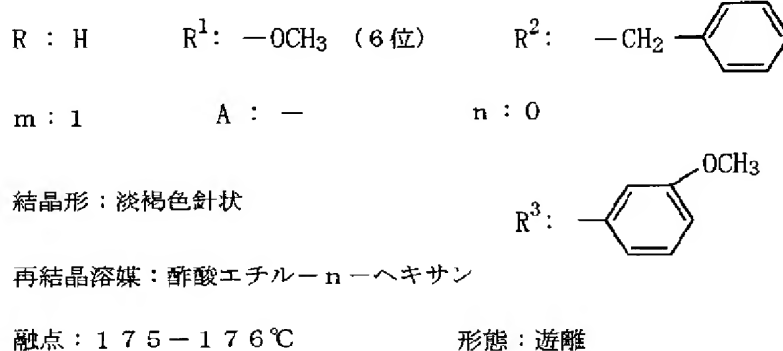 R : H R¹: －OCH₃ (６位) R²: －CH₂
m : 1 A : － n : 0
OCH₃
結晶形：淡褐色針状
R³:
再結晶溶媒：酢酸エチル－n－ヘキサン
融点：１７５－１７６℃ 形態：遊離